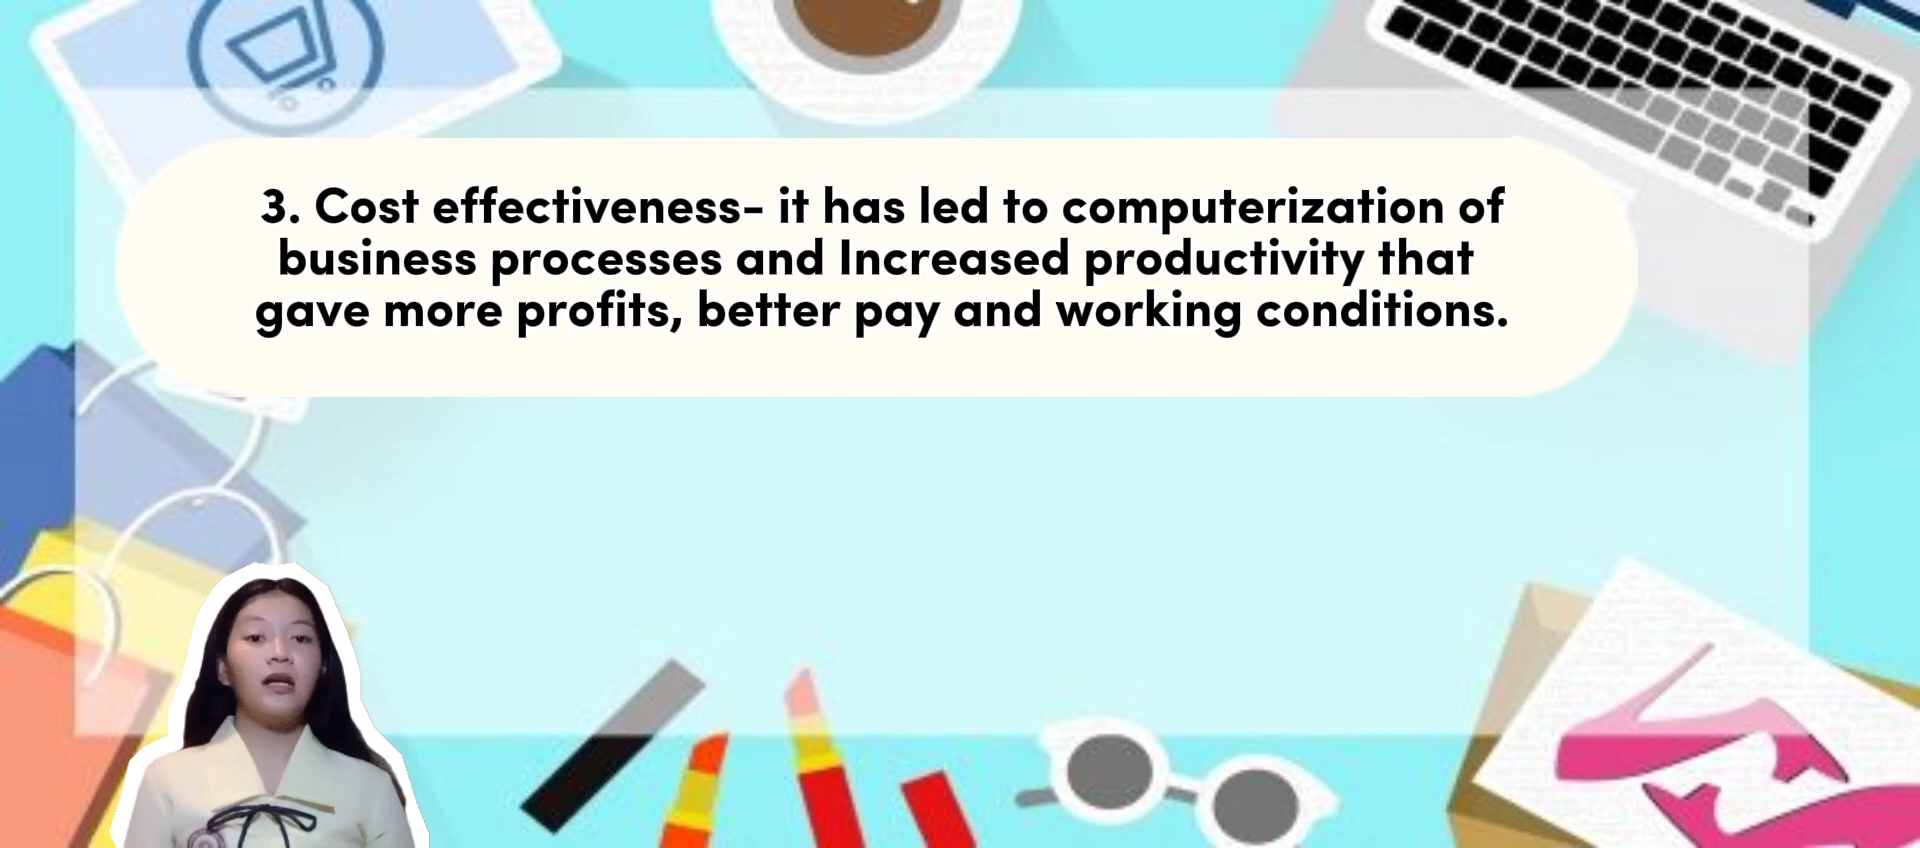 3. Cost effectiveness- it has led to computerization of
business processes and Increased productivity that
gave more profits, better pay and working conditions.